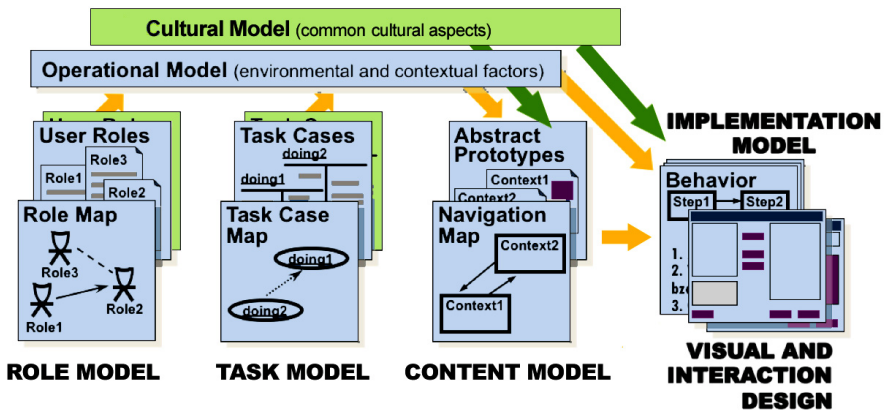 Cultural Model (common cultural aspects)
Operational Model (environmental and contextual factors)
User Roles
Role3
Role1
Role2
Role Map
Role3
Role1
Role2
ROLE MODEL
Task Cases
doing2
doing1
Task Case
Map
doing1
doing2
TASK MODEL
Abstract
Prototypes
Context1
Context2
Navigation
Map
Context2
Context1
CONTENT MODEL
IMPLEMENTATION
MODEL
Behavior
Step1
Step2
1.
2.
3.
VISUAL AND
INTERACTION
DESIGN